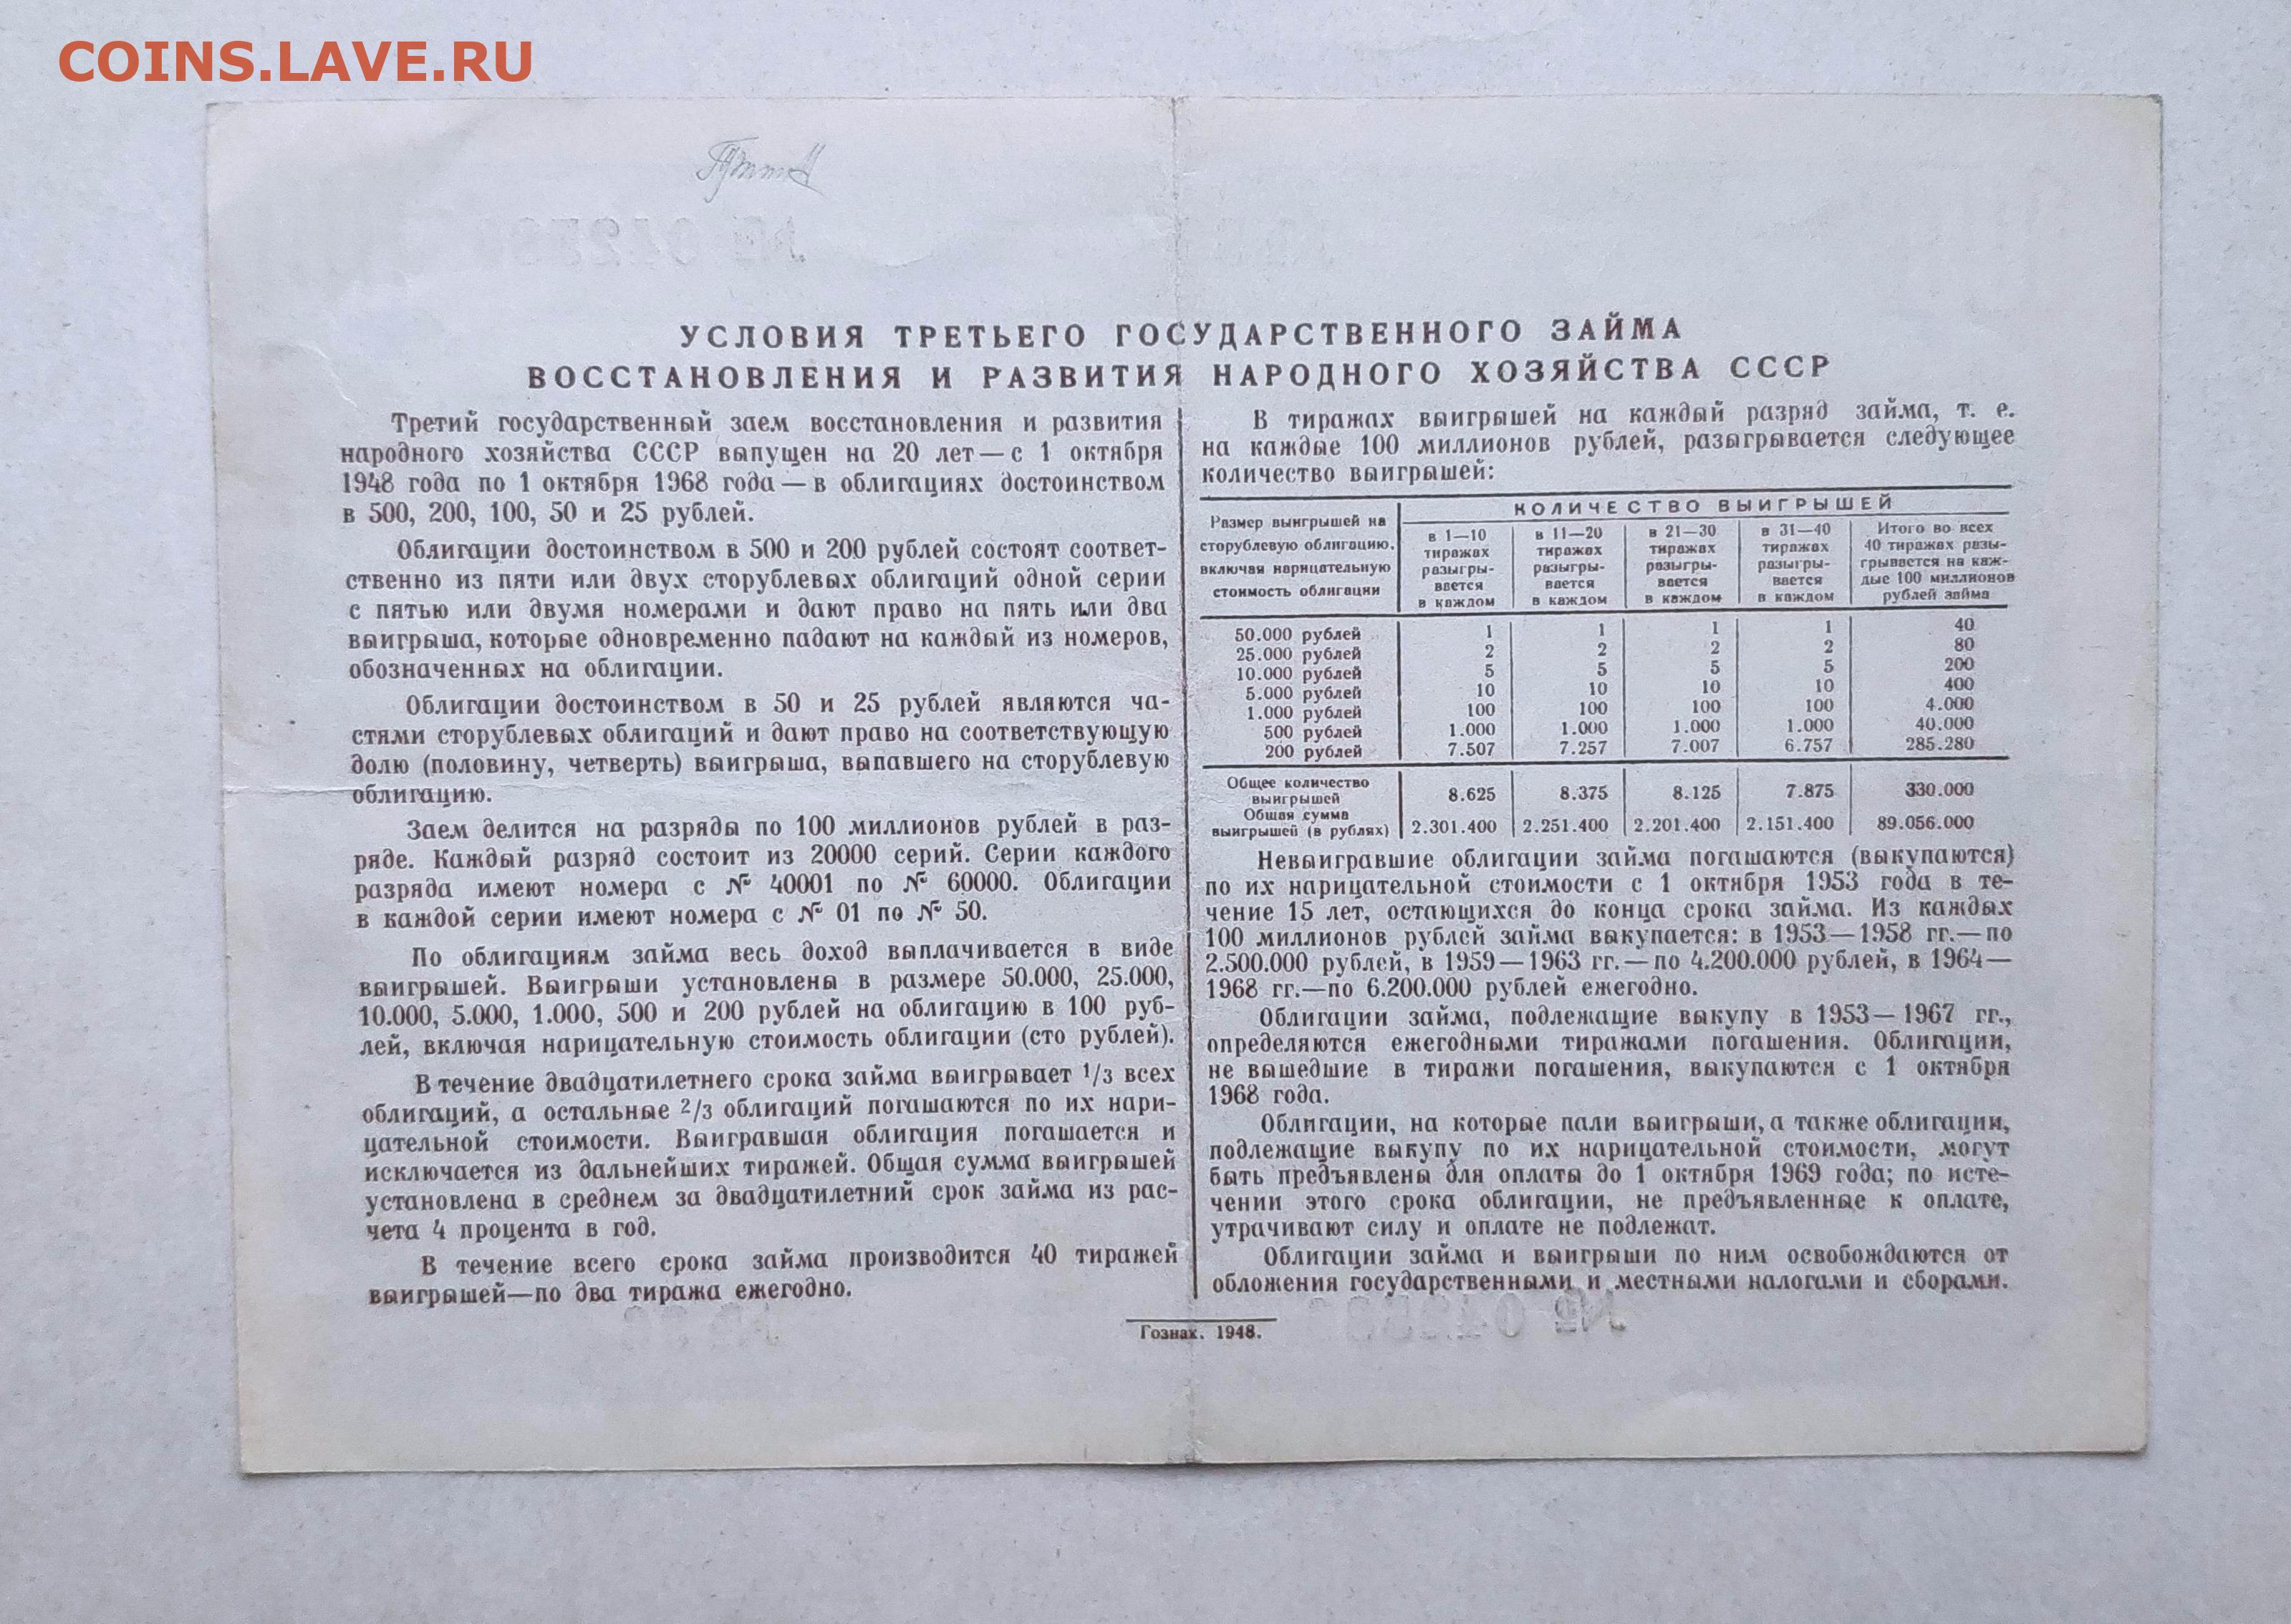 COINS.LAVE.RU
УСЛОВИЯ ТРЕТЬЕГО ГОСУДАРСТВЕННОГО ЗАЙМА
ВОССТАНОВЛЕНИЯ И РАЗВИТИЯ НАРОДНОГО ХОЗЯЙСТВА СССР
Третий государственный заем восстановления и развития
народного хозяйства СССР выпущен на 20 лет — с 1 октября
1948 года по 1 октября 1968 года — в облигациях достоинством
в 500, 200, 100, 50 и 25 рублей.
Облигации достоинством в 500 и 200 рублей состоят соответ-
ственно из пяти или двух сторублевых облигаций одной серии
с пятью или двумя номерами и дают право на пять или два
выигрыша, которые одновременно падают на каждый из номеров,
обозначенных на облигации.
Облигации достоинством в 50 и 25 рублей являются ча-
стями сторублевых облигаций и дают право на соответствующую
долю (половину, четверть) выигрыша, выпавшего на сторублевую
облигацию.
Заем делится на разряды по 100 миллионов рублей в раз-
ряде. Каждый разряд состоит из 20000 серий. Серии каждого
разряда имеют номера с № 40001 по № 60000. Облигации
в каждой серии имеют номера с № 01 по № 50.
По облигациям займа весь доход выплачивается в виде
выигрышей. Выигрыши установлены в размере 50.000, 25.000,
10.000, 5.000, 1.000, 500 и 200 рублей на облигацию в 100 руб-
лей, включая нарицательную стоимость облигации (сто рублей).
В течение двадцатилетнего срока займа выигрывает 1/3 всех
облигаций, а остальные 2/3 облигаций погашаются по их нари-
цательной стоимости. Выигравшая облигация погашается и
исключается из дальнейших тиражей. Общая сумма выигрышей
установлена в среднем за двадцатилетний срок займа из рас-
чета 4 процента в год.
В течение всего срока займа производится 40 тиражей
выигрышей—по два тиража ежегодно.
В тиражах выигрышей на каждый разряд займа, т. е.
на каждые 100 миллионов рублей, разыгрывается следующее
количество выигрышей:
Размер выигрышей на
сторублевую облигацию,
включая нарицательную
стоимость облигации
КОЛИЧЕСТВО ВЫИГРЫШЕЙ
в 1—10
тиражах
разыгры-
вается
в каждом
в 11—20
тиражах
разыгры-
вается
в каждом
в 21—30
тиражах
разыгры-
вается
в каждом
в 31—40
тиражах
разыгры-
вается
в каждом
Итого во всех
40 тиражах разы-
грывается на каж-
дые 100 миллионов
рублей займа
50.000 рублей 1 1 1 1 40
25.000 рублей 2 2 2 2 80
10.000 рублей 5 5 5 5 200
5.000 рублей 10 10 10 10 400
1.000 рублей 100 100 100 100 4.000
500 рублей 1.000 1.000 1.000 1.000 40.000
200 рублей 7.507 7.257 7.007 6.757 285.280
Общее количество
выигрышей 8.625 8.375 8.125 7.875 330.000
Общая сумма
выигрышей (в рублях) 2.301.400 2.251.400 2.201.400 2.151.400 89.056.000
Невыигравшие облигации займа погашаются (выкупаются)
по их нарицательной стоимости с 1 октября 1953 года в те-
чение 15 лет, остающихся до конца срока займа. Из каждых
100 миллионов рублей займа выкупается: в 1953—1958 гг.—по
2.500.000 рублей, в 1959—1963 гг.—по 4.200.000 рублей, в 1964—
1968 гг.—по 6.200.000 рублей ежегодно.
Облигации займа, подлежащие выкупу в 1953—1967 гг.,
определяются ежегодными тиражами погашения. Облигации,
не вышедшие в тиражи погашения, выкупаются с 1 октября
1968 года.
Облигации, на которые пали выигрыши, а также облигации,
подлежащие выкупу по их нарицательной стоимости, могут
быть предъявлены для оплаты до 1 октября 1969 года; по исте-
чении этого срока облигации, не предъявленные к оплате,
утрачивают силу и оплате не подлежат.
Облигации займа и выигрыши по ним освобождаются от
обложения государственными и местными налогами и сборами.
Гознак. 1948.